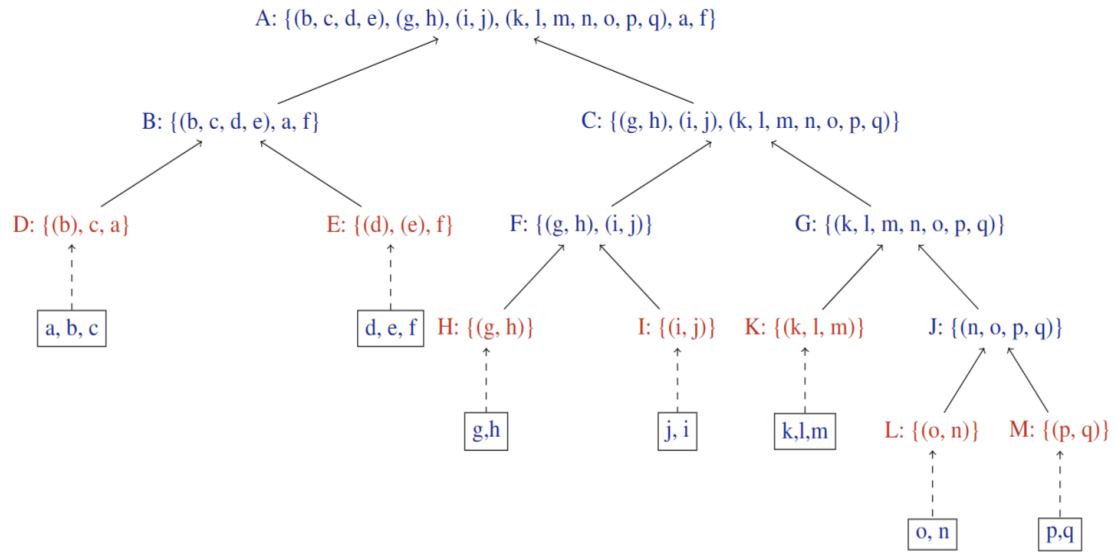 A: {(b, c, d, e), (g, h), (i, j), (k, l, m, n, o, p, q), a, f}
B: {(b, c, d, e), a, f}
C: {(g, h), (i, j), (k, l, m, n, o, p, q)}
D: {(b), c, a}
E: {(d), (e), f}
F: {(g, h), (i, j)}
G: {(k, l, m, n, o, p, q)}
a, b, c
d, e, f
H: {(g, h)}
I: {(i, j)}
K: {(k, l, m)}
J: {(n, o, p, q)}
g,h
j, i
k,l,m
L: {(o, n)}
M: {(p, q)}
o, n
p,q